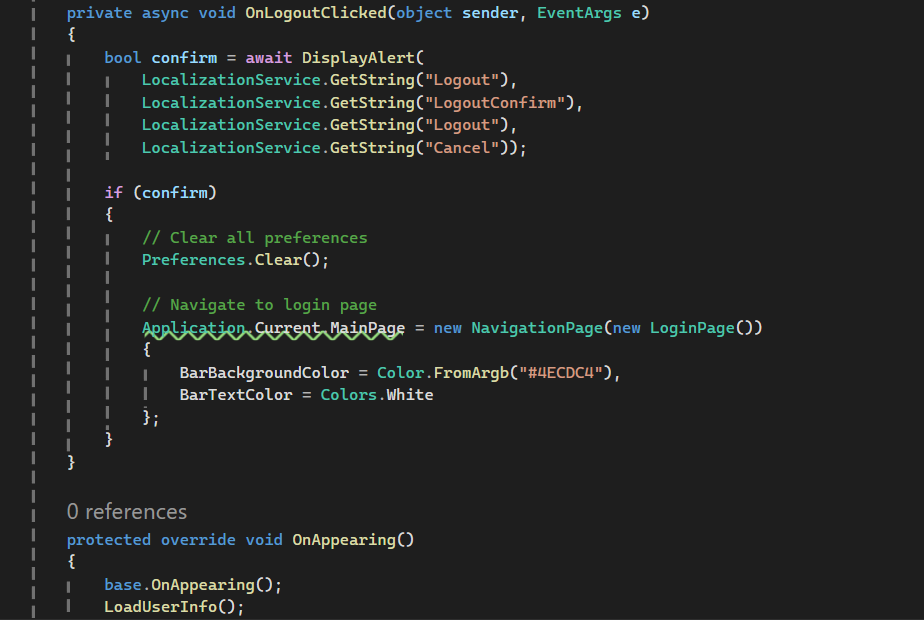 private async void OnLogoutClicked(object sender, EventArgs e)
{
bool confirm = await DisplayAlert(
LocalizationService.GetString("Logout"),
LocalizationService.GetString("LogoutConfirm"),
LocalizationService.GetString("Logout"),
LocalizationService.GetString("Cancel"));
if (confirm)
{
// Clear all preferences
Preferences.Clear();
// Navigate to login page
Application.Current.MainPage = new NavigationPage(new LoginPage())
{
BarBackgroundColor = Color.FromArgb("#4ECDC4"),
BarTextColor = Colors.White
};
}
}
0 references
protected override void OnAppearing()
{
base.OnAppearing();
LoadUserInfo();